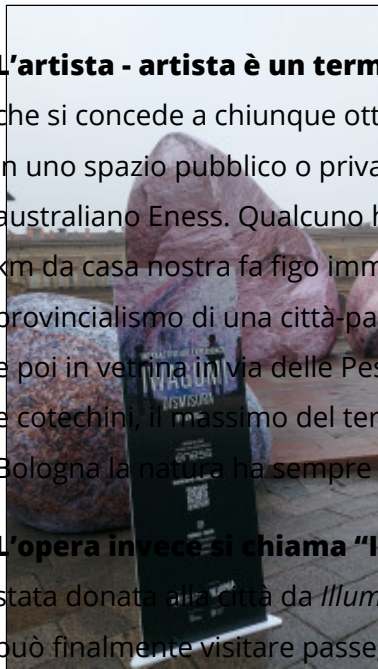 L’artista - artista è un term
che si concede a chiunque ott
in uno spazio pubblico o priva
australiano Eness. Qualcuno h
km da casa nostra fa figo imm
provincialismo di una città-pa
e poi in vetrina in via delle Pes
e cotechini, il massimo del ter
Bologna la natura ha sempre
L’opera invece si chiama “I
stata donata alla città da Illum
può finalmente visitare passe
IWAGUMI
DISMISURA
eness